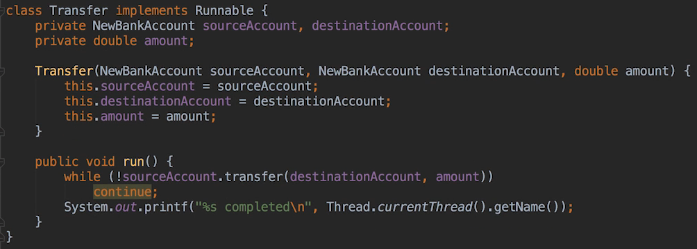 class Transfer implements Runnable {
    private NewBankAccount sourceAccount, destinationAccount;
    private double amount;
    Transfer(NewBankAccount sourceAccount, NewBankAccount destinationAccount, double amount) {
        this.sourceAccount = sourceAccount;
        this.destinationAccount = destinationAccount;
        this.amount = amount;
    }
    public void run() {
        while (!sourceAccount.transfer(destinationAccount, amount))
            continue;
        System.out.printf("%s completed\n", Thread.currentThread().getName());
    }
}